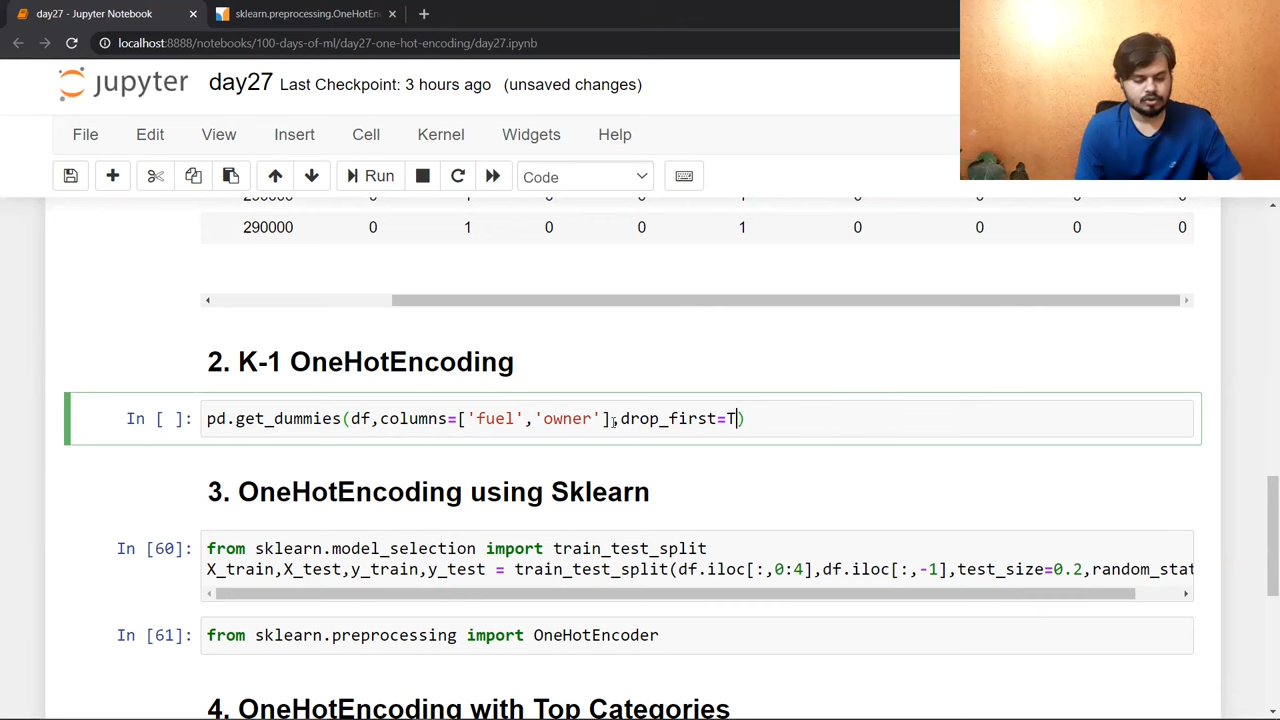 day27 - Jupyter Notebook
sklearn.preprocessing.OneHotEn
localhost:8888/notebooks/100-days-of-ml/day27-one-hot-encoding/day27.ipynb
jupyter day27 Last Checkpoint: 3 hours ago (unsaved changes)
File Edit View Insert Cell Kernel Widgets Help
Run Code
290000 0 1 0 0 1 0 0 0 0
2. K-1 OneHotEncoding
In [ ]: pd.get_dummies(df,columns=['fuel','owner'],drop_first=T)
3. OneHotEncoding using Sklearn
In [60]: from sklearn.model_selection import train_test_split
X_train,X_test,y_train,y_test = train_test_split(df.iloc[:,0:4],df.iloc[:,-1],test_size=0.2,random_stat
In [61]: from sklearn.preprocessing import OneHotEncoder
4. OneHotEncoding with Top Categories